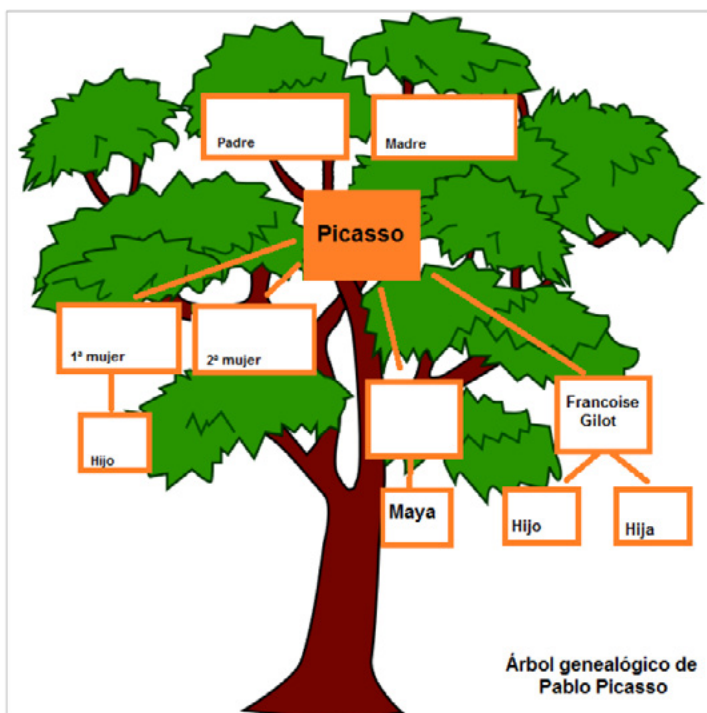 Padre
Madre
Picasso
1ª mujer
2ª mujer
Hijo
Francoise
Gilot
Maya
Hijo
Hija
Árbol genealógico de
Pablo Picasso